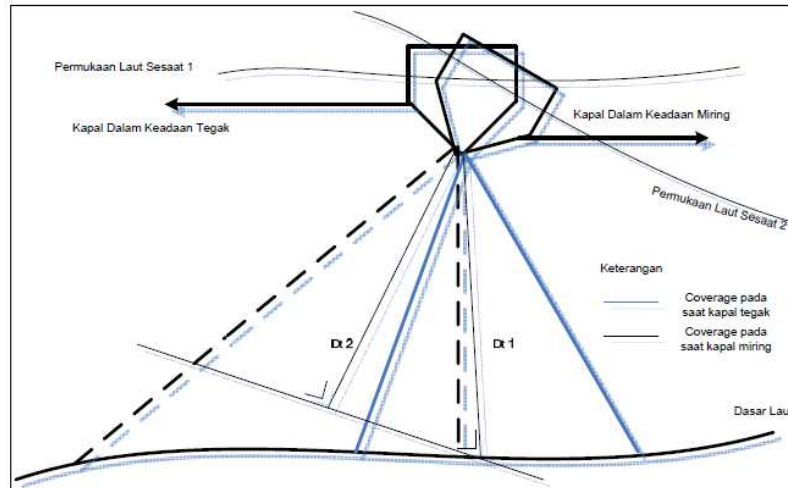 Permukaan Laut Sesaat 1
Kapal Dalam Keadaan Tegak
Kapal Dalam Keadaan Miring
Permukaan Laut Sesaat 2
Keterangan
Coverage pada
saat kapal tegak
Coverage pada
saat kapal miring
Dt 2
Dt 1
Dasar Lau